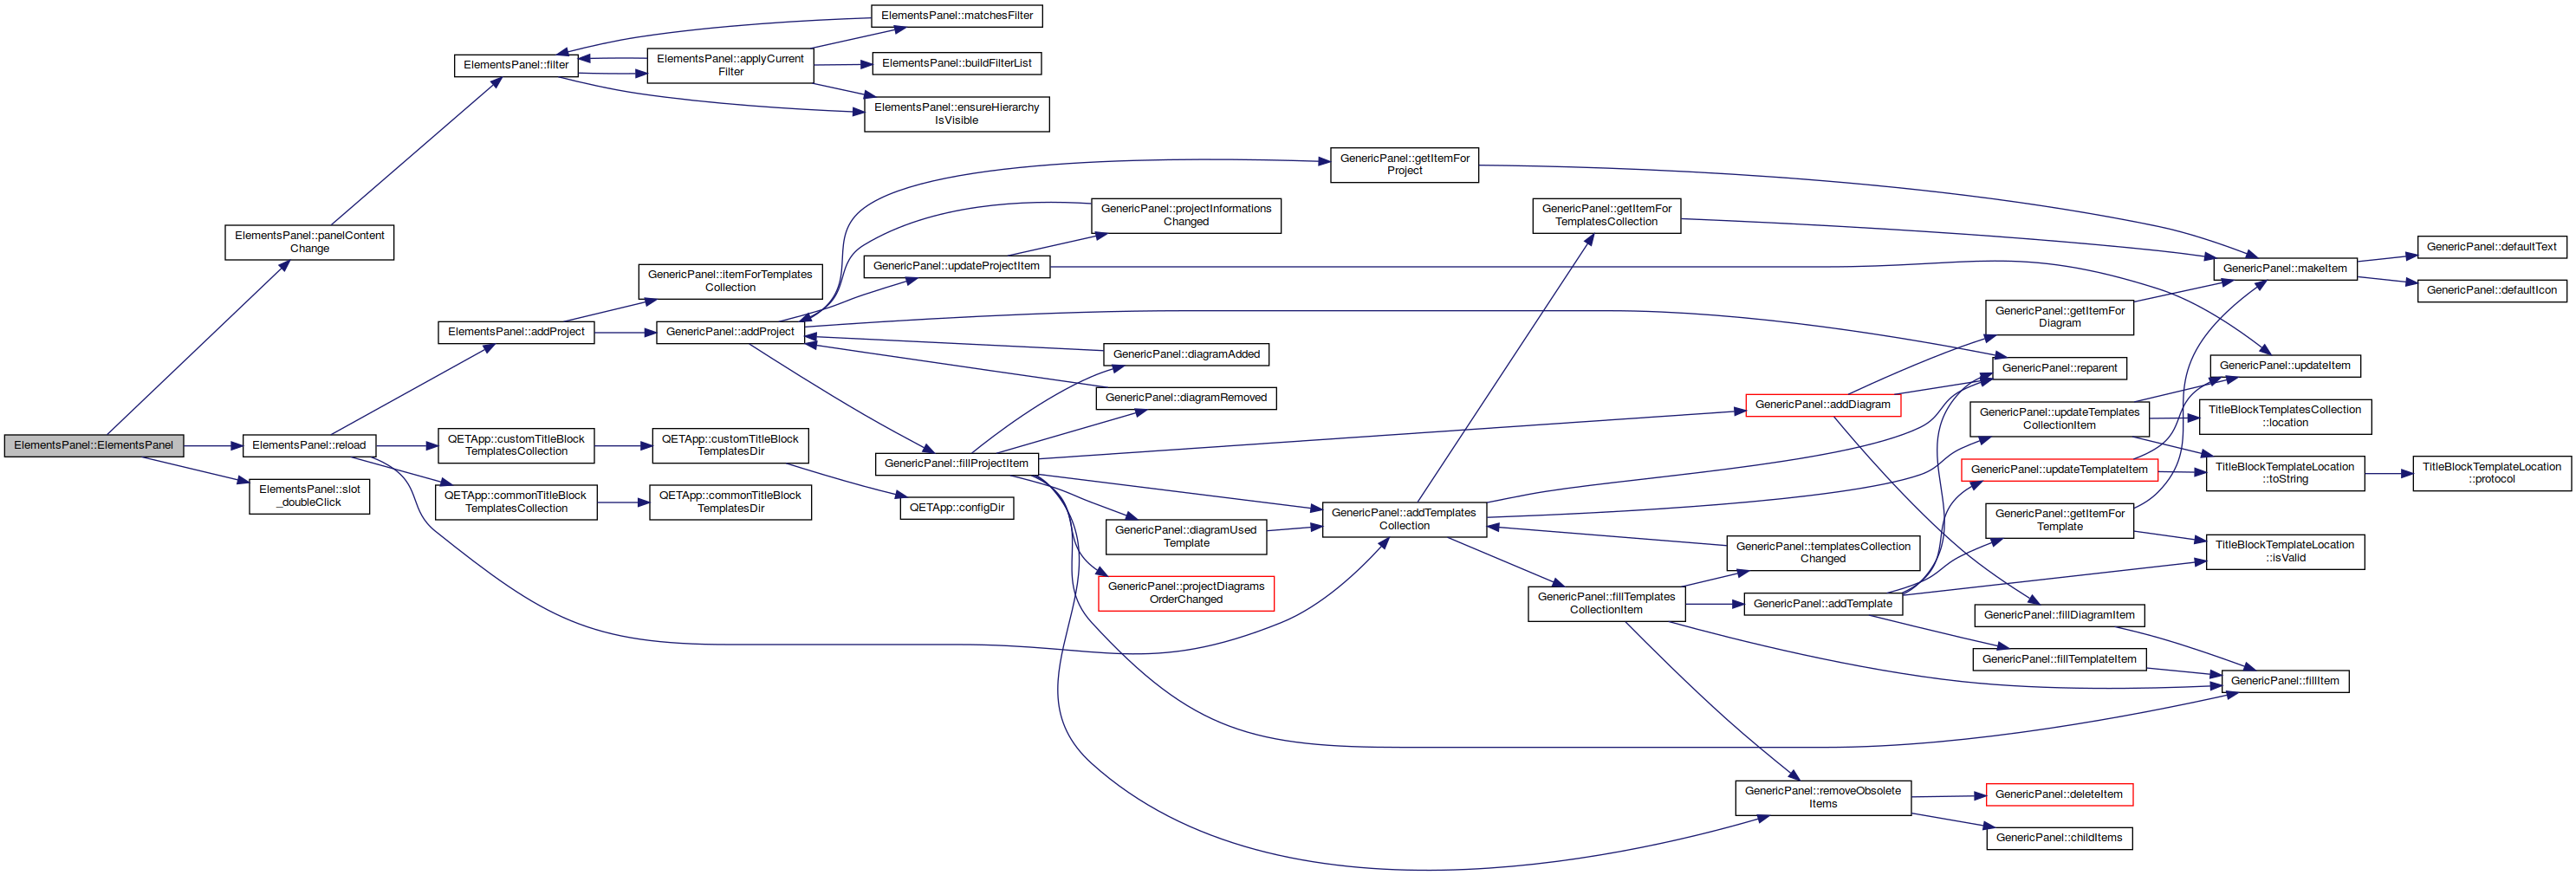 ElementsPanel::ElementsPanel
ElementsPanel::panelContent
Change
ElementsPanel::reload
ElementsPanel::slot
_doubleClick
ElementsPanel::filter
ElementsPanel::addProject
QETApp::customTitleBlock
TemplatesCollection
QETApp::commonTitleBlock
TemplatesCollection
ElementsPanel::applyCurrent
Filter
GenericPanel::itemForTemplates
Collection
GenericPanel::addProject
QETApp::customTitleBlock
TemplatesDir
QETApp::commonTitleBlock
TemplatesDir
ElementsPanel::matchesFilter
ElementsPanel::buildFilterList
ElementsPanel::ensureHierarchy
IsVisible
GenericPanel::updateProjectItem
GenericPanel::fillProjectItem
QETApp::configDir
GenericPanel::projectInformations
Changed
GenericPanel::diagramAdded
GenericPanel::diagramRemoved
GenericPanel::diagramUsed
Template
GenericPanel::projectDiagrams
OrderChanged
GenericPanel::getItemFor
Project
GenericPanel::addTemplates
Collection
GenericPanel::getItemFor
TemplatesCollection
GenericPanel::fillTemplates
CollectionItem
GenericPanel::addDiagram
GenericPanel::templatesCollection
Changed
GenericPanel::addTemplate
GenericPanel::removeObsolete
Items
GenericPanel::getItemFor
Diagram
GenericPanel::reparent
GenericPanel::updateTemplates
CollectionItem
GenericPanel::updateTemplateItem
GenericPanel::getItemFor
Template
GenericPanel::fillDiagramItem
GenericPanel::fillTemplateItem
GenericPanel::deleteItem
GenericPanel::childItems
GenericPanel::makeItem
GenericPanel::updateItem
TitleBlockTemplatesCollection
::location
TitleBlockTemplateLocation
::toString
TitleBlockTemplateLocation
::isValid
GenericPanel::fillItem
GenericPanel::defaultText
GenericPanel::defaultIcon
TitleBlockTemplateLocation
::protocol